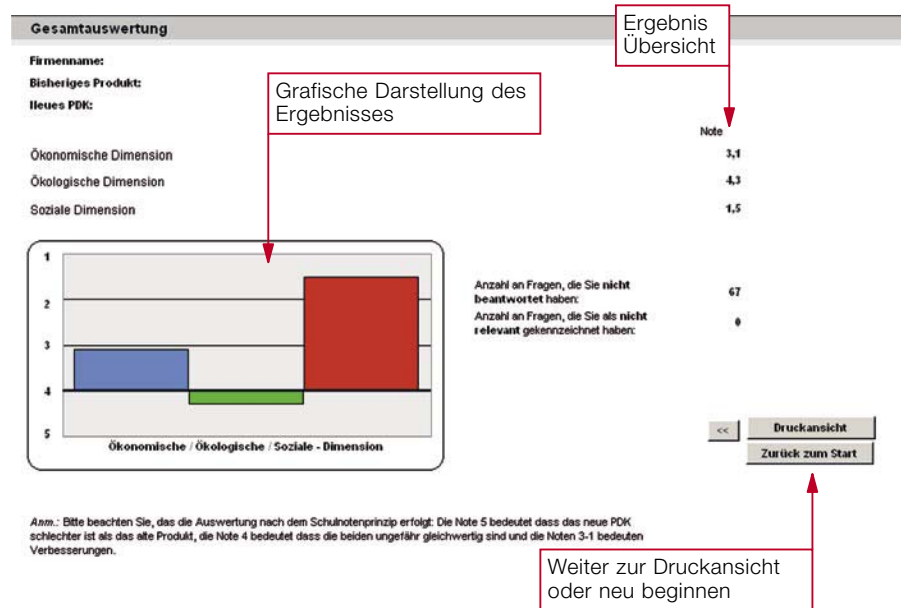 Gesamtauswertung
Ergebnis
Übersicht
Firmenname:
Bisheriges Produkt:
Neues PDK:
Grafische Darstellung des
Ergebnisses
Note
Ökonomische Dimension 3,1
Ökologische Dimension 4,3
Soziale Dimension 1,5
1
2
3
4
5
Ökonomische / Ökologische / Soziale - Dimension
Anzahl an Fragen, die Sie nicht
beantwortet haben: 67
Anzahl an Fragen, die Sie als nicht
relevant gekennzeichnet haben: 0
<< Druckansicht
Zurück zum Start
Anm.: Bitte beachten Sie, das die Auswertung nach dem Schulnotenprinzip erfolgt: Die Note 5 bedeutet dass das neue PDK
schlechter ist als das alte Produkt, die Note 4 bedeutet dass die beiden ungefähr gleichwertig sind und die Noten 3-1 bedeuten
Verbesserungen.
Weiter zur Druckansicht
oder neu beginnen